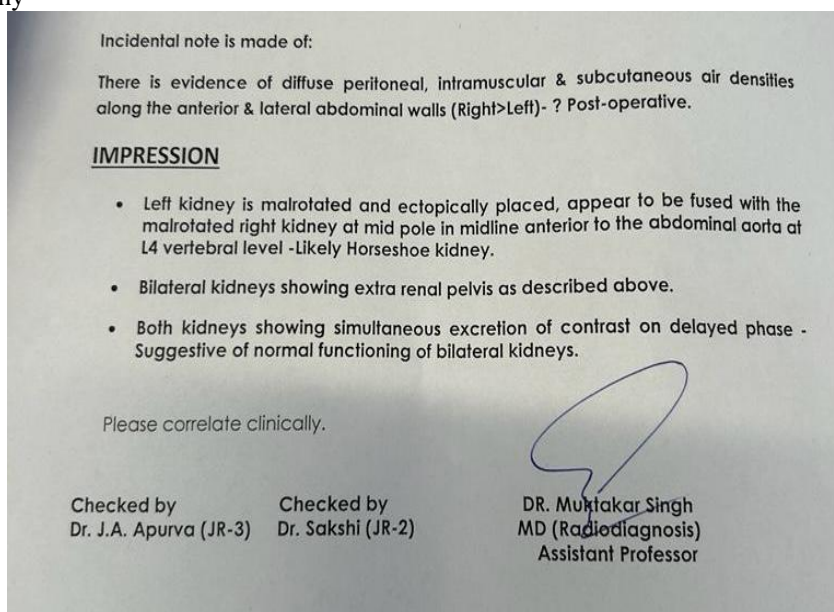 Incidental note is made of:
There is evidence of diffuse peritoneal, intramuscular & subcutaneous air densities
along the anterior & lateral abdominal walls (Right>Left)- ? Post-operative.
IMPRESSION
• Left kidney is malrotated and ectopically placed, appear to be fused with the
malrotated right kidney at mid pole in midline anterior to the abdominal aorta at
L4 vertebral level -Likely Horseshoe kidney.
• Bilateral kidneys showing extra renal pelvis as described above.
• Both kidneys showing simultaneous excretion of contrast on delayed phase -
Suggestive of normal functioning of bilateral kidneys.
Please correlate clinically.
Checked by
Dr. J.A. Apurva (JR-3)
Checked by
Dr. Sakshi (JR-2)
DR. Muktakar Singh
MD (Radiodiagnosis)
Assistant Professor